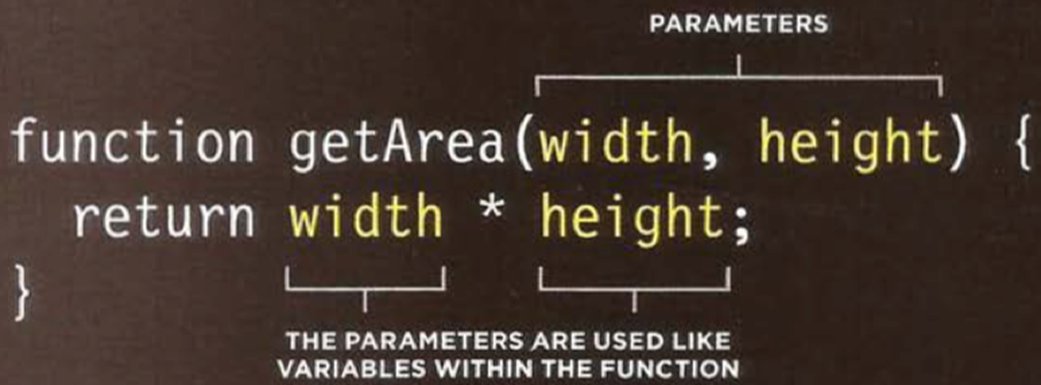 PARAMETERS
function getArea(width, height) {
return width * height;
}
THE PARAMETERS ARE USED LIKE
VARIABLES WITHIN THE FUNCTION